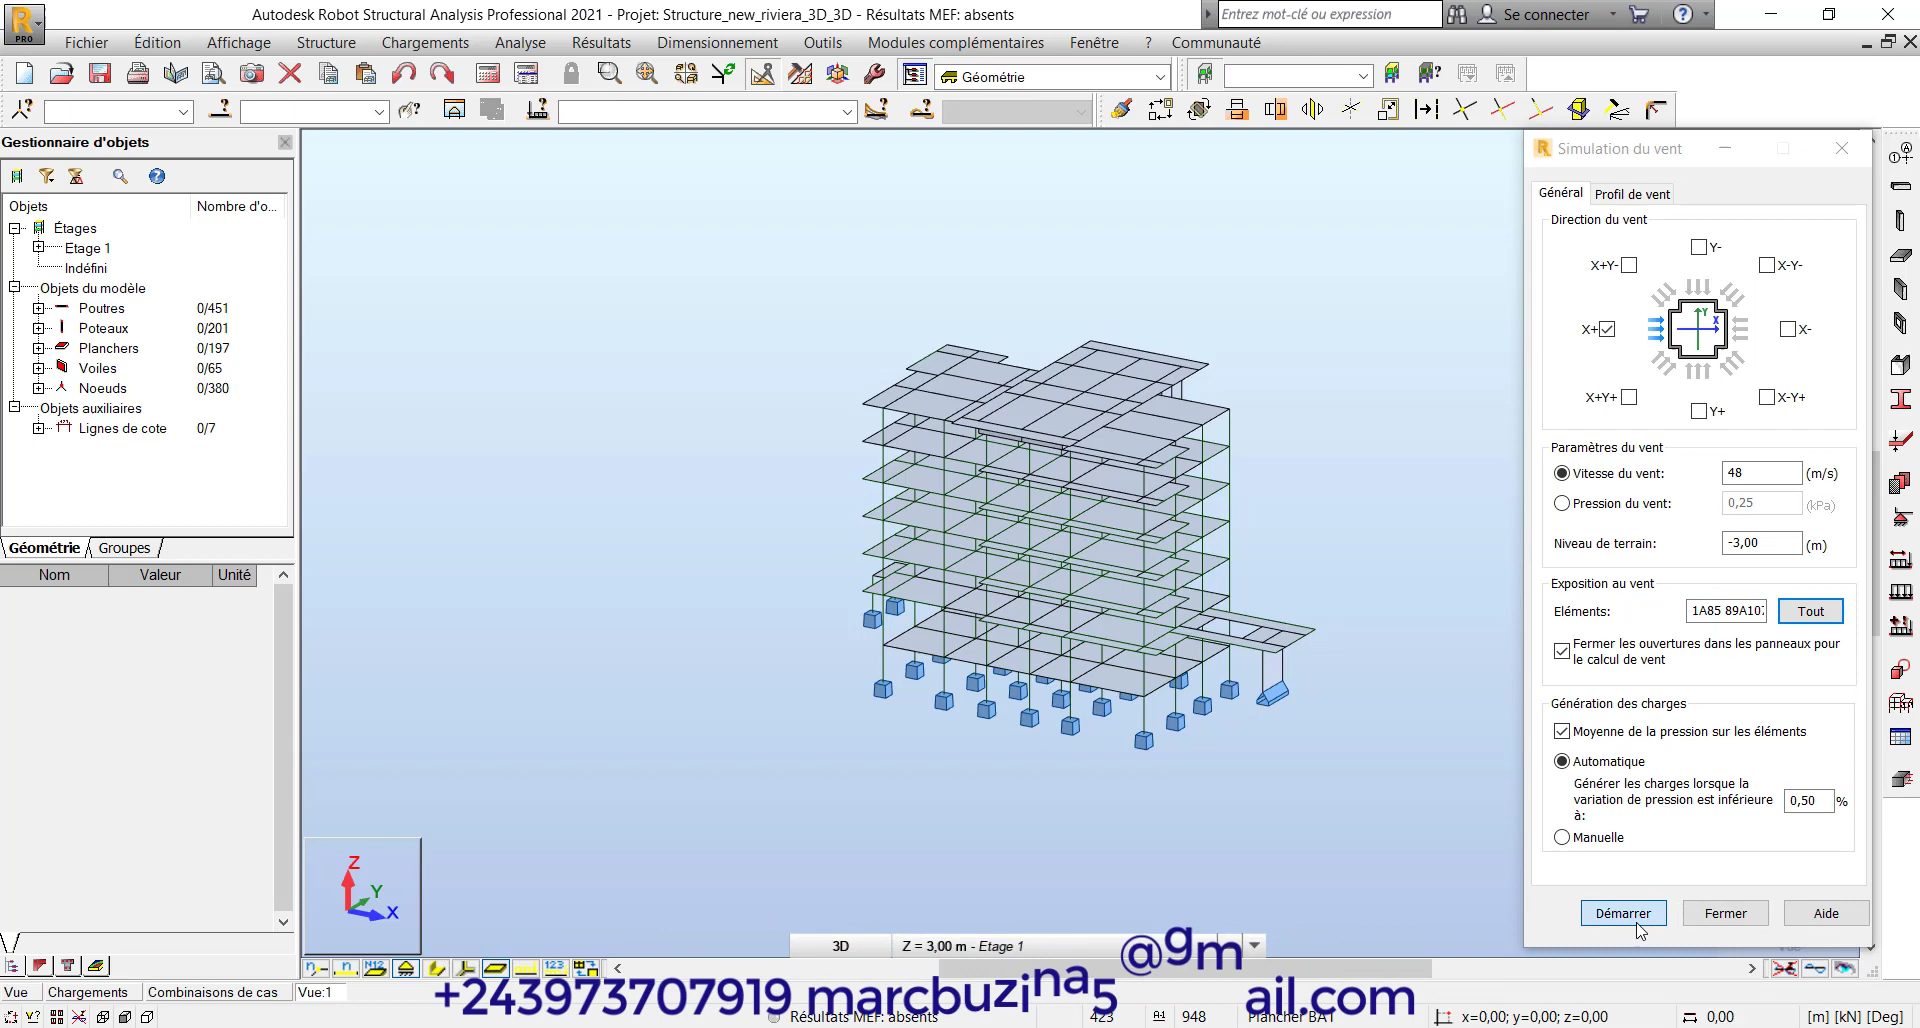 PRO
Autodesk Robot Structural Analysis Professional 2021 - Projet: Structure_new_riviera_3D_3D - Résultats MEF: absents
Entrez mot-clé ou expression
Se connecter
Fichier Édition Affichage Structure Chargements Analyse Résultats Dimensionnement Outils Modules complémentaires Fenêtre ? Communauté
Géométrie
Gestionnaire d'objets
Objets Nombre d'o...
Étages
Etage 1
Indéfini
Objets du modèle
Poutres 0/451
Poteaux 0/201
Planchers 0/197
Voiles 0/65
Noeuds 0/380
Objets auxiliaires
Lignes de cote 0/7
Géométrie Groupes
Nom Valeur Unité
Simulation du vent
Général Profil de vent
Direction du vent
Y-
X+Y- X-Y-
Y
X
X+ X-
X+Y+ X-Y+
Y+
Paramètres du vent
Vitesse du vent: 48 (m/s)
Pression du vent: 0,25 (kPa)
Niveau de terrain: -3,00 (m)
Exposition au vent
Eléments: 1A85 89A107 Tout
Fermer les ouvertures dans les panneaux pour
le calcul de vent
Génération des charges
Moyenne de la pression sur les éléments
Automatique
Générer les charges lorsque la
variation de pression est inférieure
à: 0,50 %
Manuelle
Démarrer Fermer Aide
Z
Y
X
3D Z = 3,00 m - Etage 1
Vue Chargements Combinaisons de cas Vue:1
+243973707919 marcbuzina5@gmail.com
Résultats MEF: absents 423 948 Plancher BA1 x=0,00; y=0,00; z=0,00 0,00 [m] [kN] [Deg]